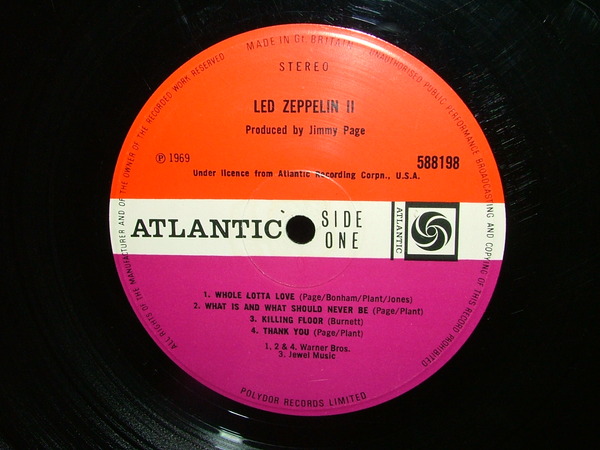 MADE IN Gt. BRITAIN
STEREO
LED ZEPPELIN II
Produced by Jimmy Page
℗ 1969
588198
Under licence from Atlantic Recording Corpn., U.S.A.
ATLANTIC
SIDE
ONE
ATLANTIC
1. WHOLE LOTTA LOVE (Page/Bonham/Plant/Jones)
2. WHAT IS AND WHAT SHOULD NEVER BE (Page/Plant)
3. KILLING FLOOR (Burnett)
4. THANK YOU (Page/Plant)
1, 2 & 4. Warner Bros.
3. Jewel Music
POLYDOR RECORDS LIMITED
ALL RIGHTS OF THE MANUFACTURER AND OF THE OWNER OF THE RECORDED WORK RESERVED
UNAUTHORISED PUBLIC PERFORMANCE BROADCASTING AND COPYING OF THIS RECORD PROHIBITED